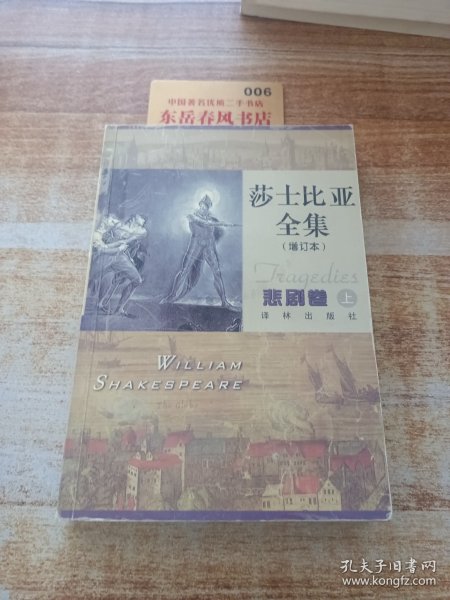 006
中国著名优质二手书店
东岳春风书店
莎士比亚
全集
(增订本)
Tragedies
悲剧卷 上
译林出版社
WILLIAM
SHAKESPEARE
孔夫子旧书网
www.kongfz.com